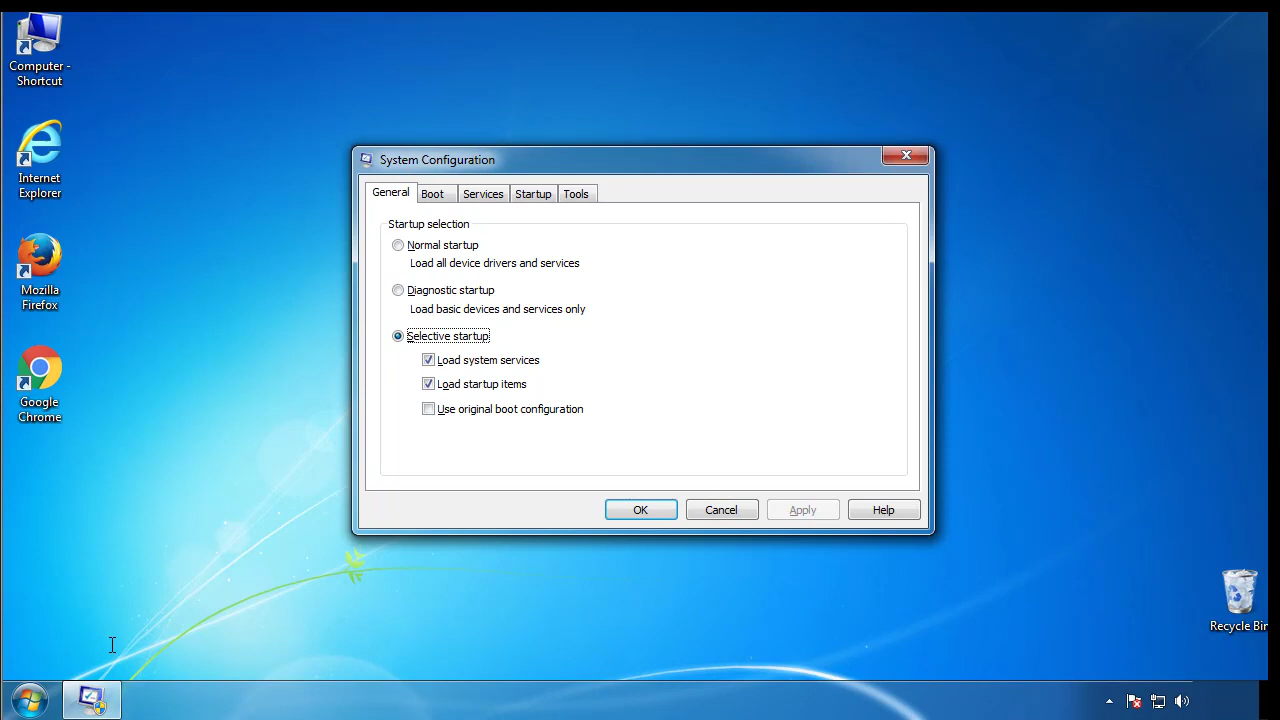 Computer -
Shortcut
Internet
Explorer
Mozilla
Firefox
Google
Chrome
System Configuration
General Boot Services Startup Tools
Startup selection
Normal startup
Load all device drivers and services
Diagnostic startup
Load basic devices and services only
Selective startup
Load system services
Load startup items
Use original boot configuration
OK Cancel Apply Help
Recycle Bin